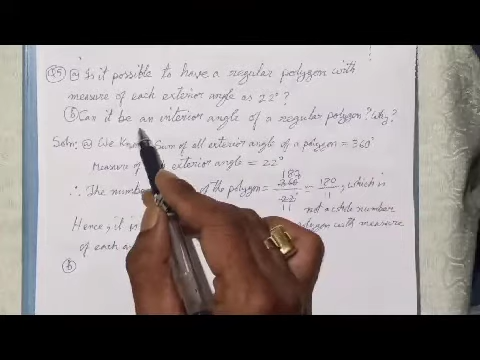 Q5 (a) Is it possible to have a regular polygon with
measure of each exterior angle as 22°?
(b) Can it be an interior angle of a regular polygon? Why?
Soln: (a) We Know Sum of all exterior angle of a polygon = 360°
Measure of exterior angle = 22°
∴ The number of the polygon = 360°/22° = 180/11, which is
180
11
not a whole number
Hence, it is polygon with measure
of each
(b)